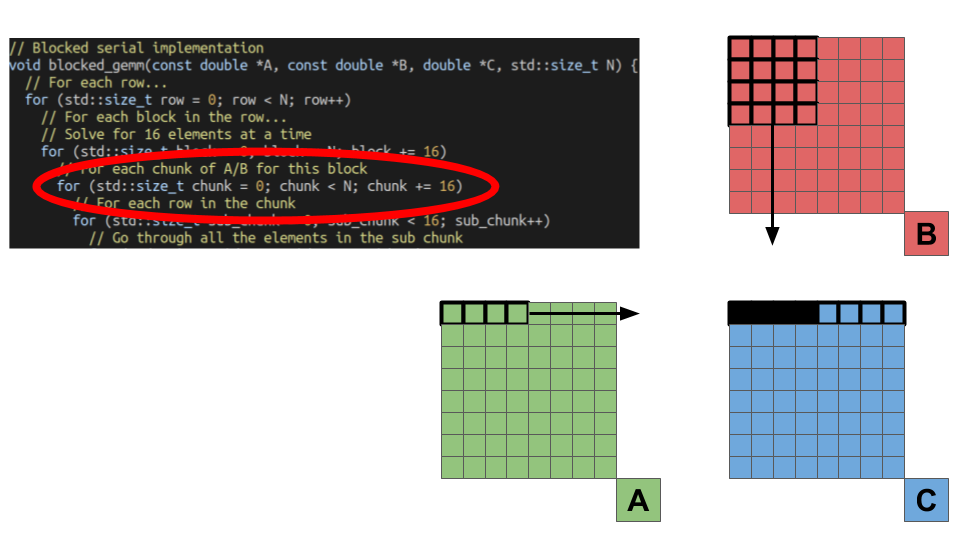 // Blocked serial implementation
void blocked_gemm(const double *A, const double *B, double *C, std::size_t N) {
// For each row...
for (std::size_t row = 0; row < N; row++)
// For each block in the row...
// Solve for 16 elements at a time
for (std::size_t block = 0; block < N; block += 16)
// For each chunk of A/B for this block
for (std::size_t chunk = 0; chunk < N; chunk += 16)
// For each row in the chunk
for (std::size_t sub_chunk = 0; sub_chunk < 16; sub_chunk++)
// Go through all the elements in the sub chunk
B
A
C